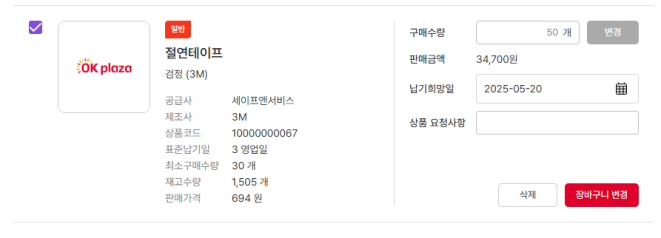 일반
OK plaza
절연테이프
검정 (3M)
공급사 세이프앤서비스
제조사 3M
상품코드 10000000067
표준납기일 3 영업일
최소구매수량 30 개
재고수량 1,505 개
판매가격 694 원
구매수량 50 개 변경
판매금액 34,700원
납기희망일 2025-05-20
상품 요청사항
삭제 장바구니 변경